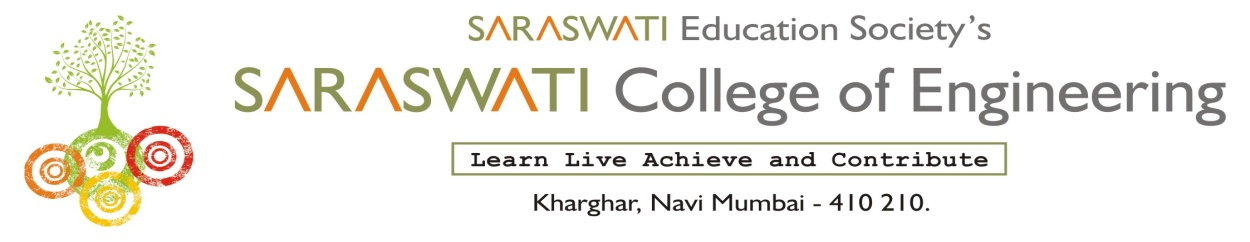 SARASWATI Education Society's
SARASWATI College of Engineering
Learn Live Achieve and Contribute
Kharghar, Navi Mumbai - 410 210.